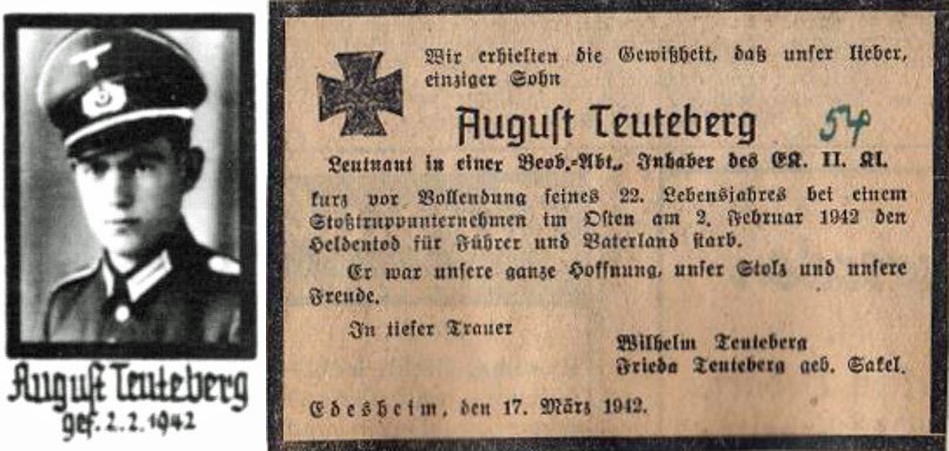 August Teuteberg
gef. 2.2.1942
Wir erhielten die Gewißheit, daß unser lieber,
einziger Sohn
August Teuteberg
54
Leutnant in einer Beob.-Abt., Inhaber des EK. II. Kl.
kurz vor Vollendung seines 22. Lebensjahres bei einem
Stoßtruppunternehmen im Osten am 2. Februar 1942 den
Heldentod für Führer und Vaterland starb.
Er war unsere ganze Hoffnung, unser Stolz und unsere
Freude.
In tiefer Trauer
Wilhelm Teuteberg
Frieda Teuteberg geb. Sakel.
Edesheim, den 17. März 1942.